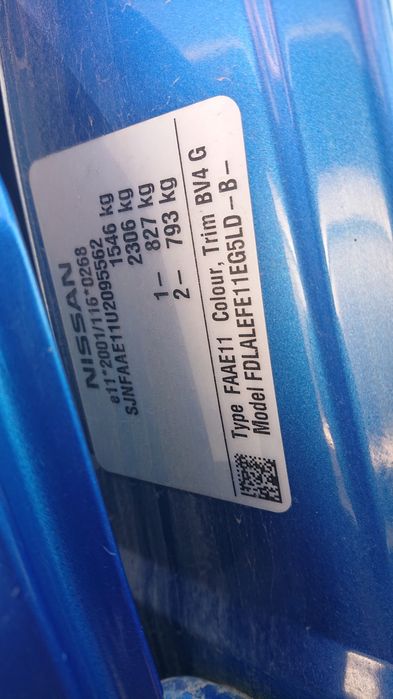 NISSAN
e11*2001/116*0268
SJNFAAE11U2095562
1546 kg
2306 kg
1- 827 kg
2- 793 kg
Type FAAE11 Colour, Trim BV4 G
Model FDLALEFE11EG5LD -B-